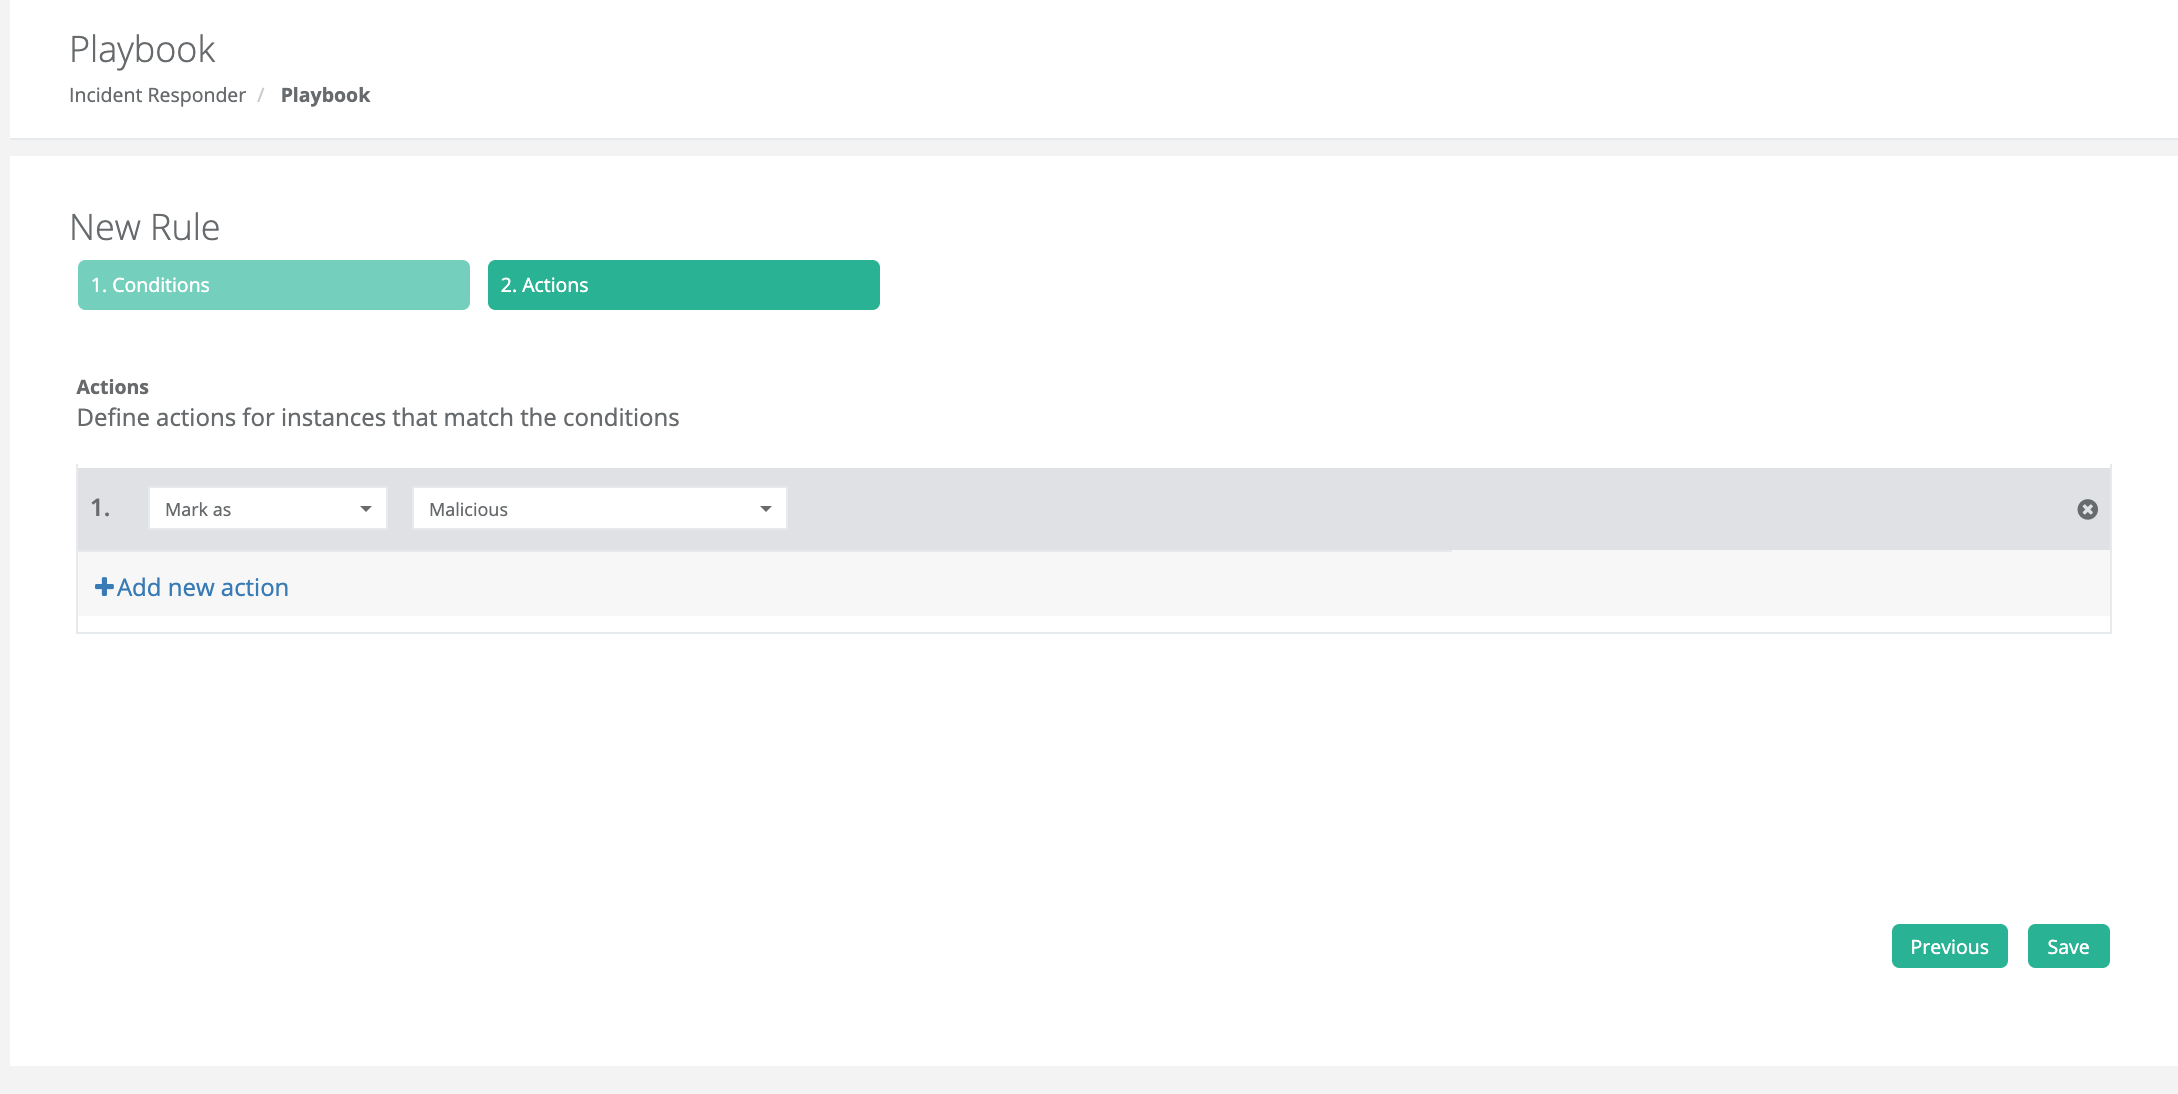 Playbook
Incident Responder / Playbook
New Rule
1. Conditions 2. Actions
Actions
Define actions for instances that match the conditions
1. Mark as Malicious
Add new action
Previous Save